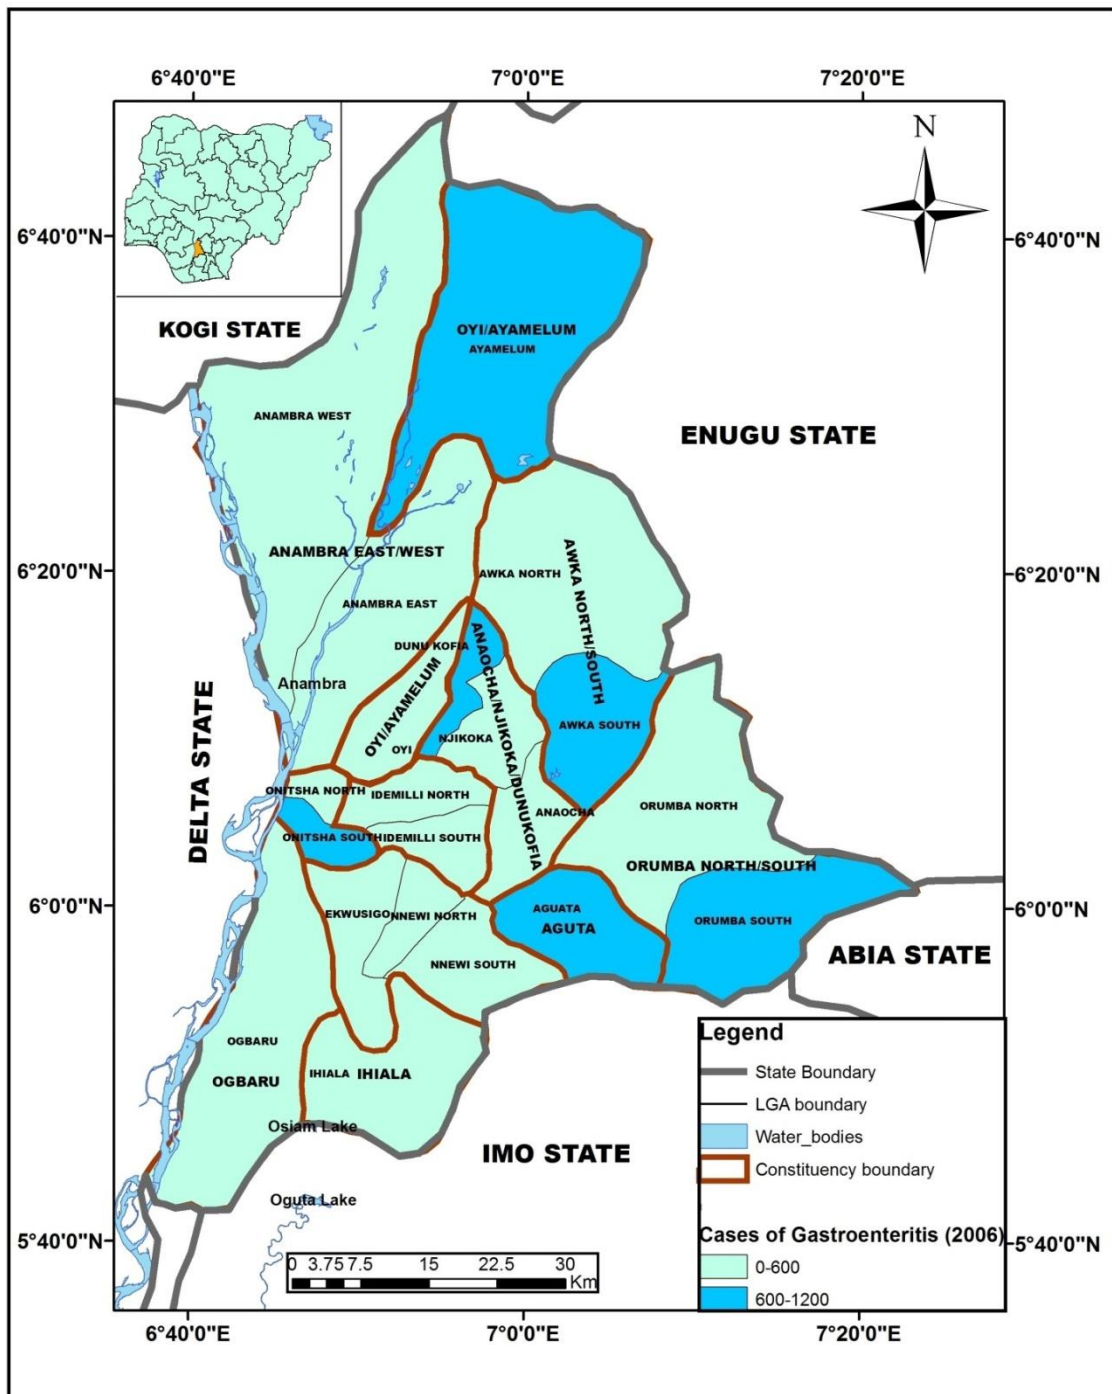 6°40'0"E
7°0'0"E
7°20'0"E
N
6°40'0"N
6°40'0"N
KOGI STATE
OYI/AYAMELUM
AYAMELUM
ANAMBRA WEST
ENUGU STATE
ANAMBRA EAST/WEST
6°20'0"N
6°20'0"N
AWKA NORTH
AWKA NORTH/SOUTH
ANAMBRA EAST
DUNU KOFIA
ANAOCHA/NJIKOKA/DUNUKOFIA
OYI/AYAMELUM
Anambra
DELTA STATE
AWKA SOUTH
NJIKOKA
OYI
ONITSHA NORTH
IDEMILLI NORTH
ORUMBA NORTH
ANAOCHA
ONITSHA SOUTH
IDEMILLI SOUTH
ORUMBA NORTH/SOUTH
6°0'0"N
6°0'0"N
EKWUSIGO
NNEWI NORTH
AGUATA
AGUTA
ORUMBA SOUTH
ABIA STATE
NNEWI SOUTH
OGBARU
OGBARU
IHIALA
IHIALA
Osiam Lake
IMO STATE
Oguta Lake
5°40'0"N
5°40'0"N
0 3.75 7.5 15 22.5 30
Km
Legend
State Boundary
LGA boundary
Water_bodies
Constituency boundary
Cases of Gastroenteritis (2006)
0-600
600-1200
6°40'0"E
7°0'0"E
7°20'0"E